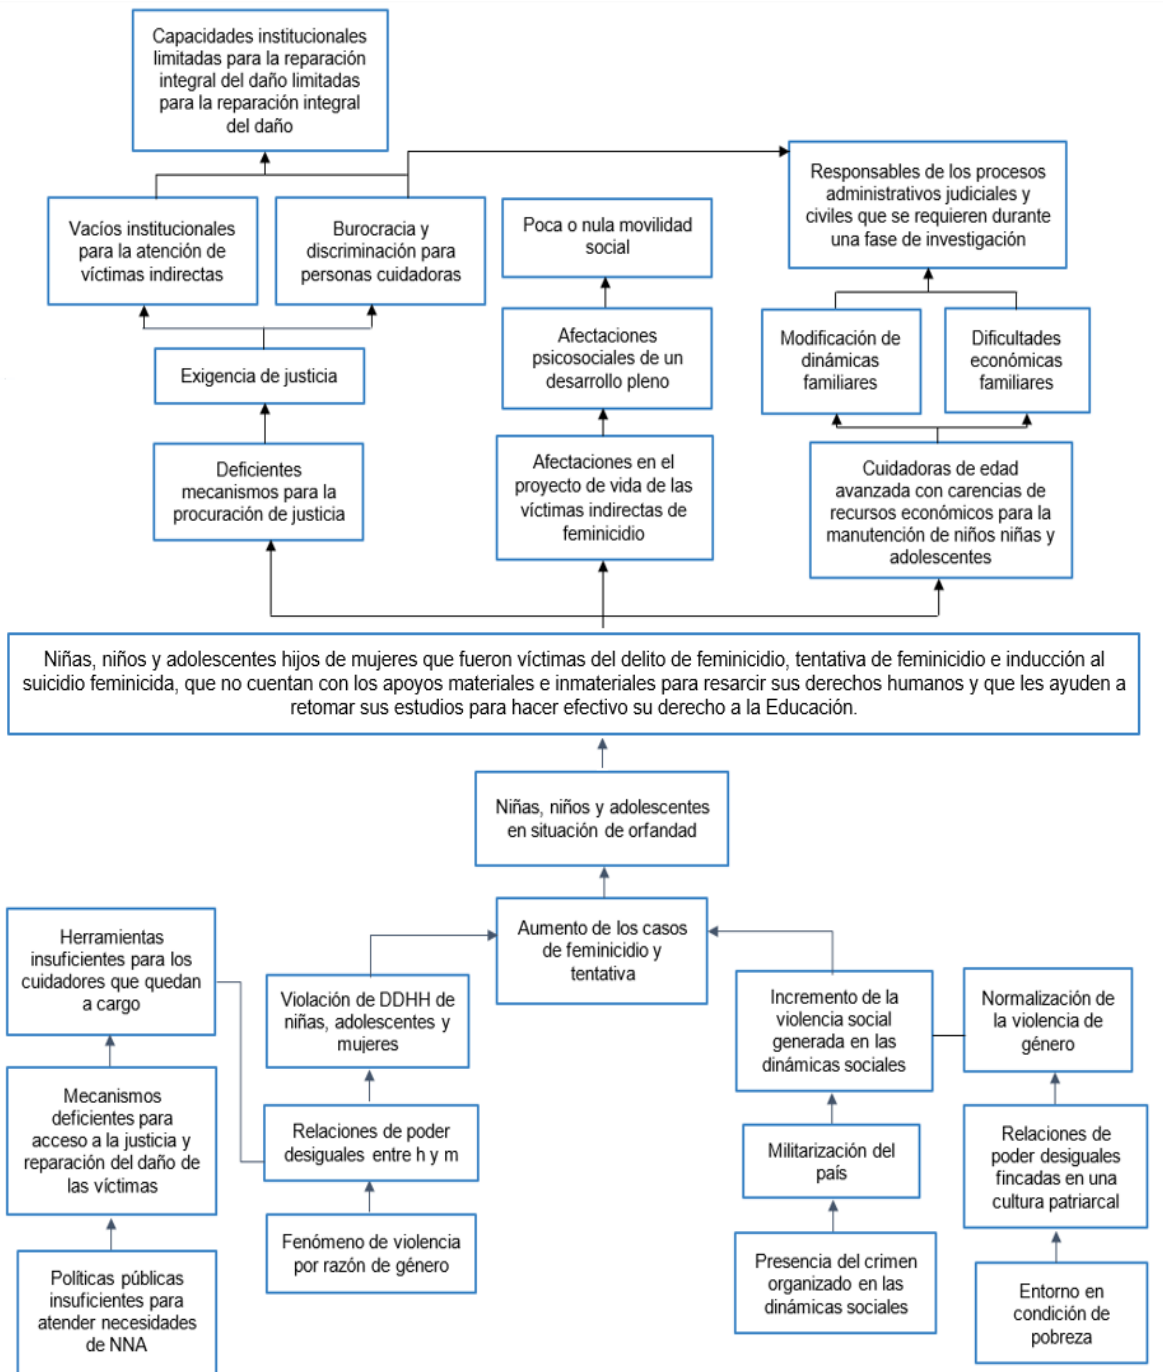 Capacidades institucionales
limitadas para la reparación
integral del daño limitadas
para la reparación integral
del daño
Responsables de los procesos
administrativos judiciales y
civiles que se requieren durante
una fase de investigación
Vacíos institucionales
para la atención de
víctimas indirectas
Burocracia y
discriminación para
personas cuidadoras
Poca o nula movilidad
social
Afectaciones
psicosociales de un
desarrollo pleno
Modificación de
dinámicas
familiares
Dificultades
económicas
familiares
Exigencia de justicia
Deficientes
mecanismos para la
procuración de justicia
Afectaciones en el
proyecto de vida de las
víctimas indirectas de
feminicidio
Cuidadoras de edad
avanzada con carencias de
recursos económicos para la
manutención de niños niñas y
adolescentes
Niñas, niños y adolescentes hijos de mujeres que fueron víctimas del delito de feminicidio, tentativa de feminicidio e inducción al
suicidio feminicida, que no cuentan con los apoyos materiales e inmateriales para resarcir sus derechos humanos y que les ayuden a
retomar sus estudios para hacer efectivo su derecho a la Educación.
Niñas, niños y adolescentes
en situación de orfandad
Aumento de los casos
de feminicidio y
tentativa
Herramientas
insuficientes para los
cuidadores que quedan
a cargo
Violación de DDHH de
niñas, adolescentes y
mujeres
Incremento de la
violencia social
generada en las
dinámicas sociales
Normalización de
la violencia de
género
Mecanismos
deficientes para
acceso a la justicia y
reparación del daño de
las víctimas
Relaciones de poder
desiguales entre h y m
Militarización del
país
Relaciones de
poder desiguales
fincadas en una
cultura patriarcal
Fenómeno de violencia
por razón de género
Presencia del crimen
organizado en las
dinámicas sociales
Políticas públicas
insuficientes para
atender necesidades
de NNA
Entorno en
condición de
pobreza